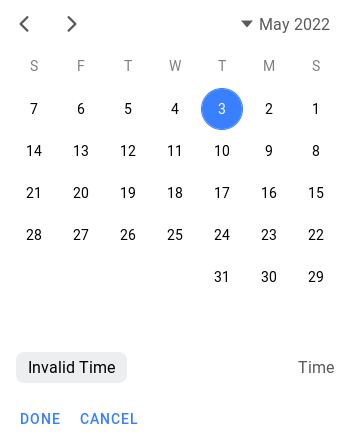 May 2022
S F T W T M S
7 6 5 4 3 2 1
14 13 12 11 10 9 8
21 20 19 18 17 16 15
28 27 26 25 24 23 22
31 30 29
Invalid Time Time
DONE CANCEL